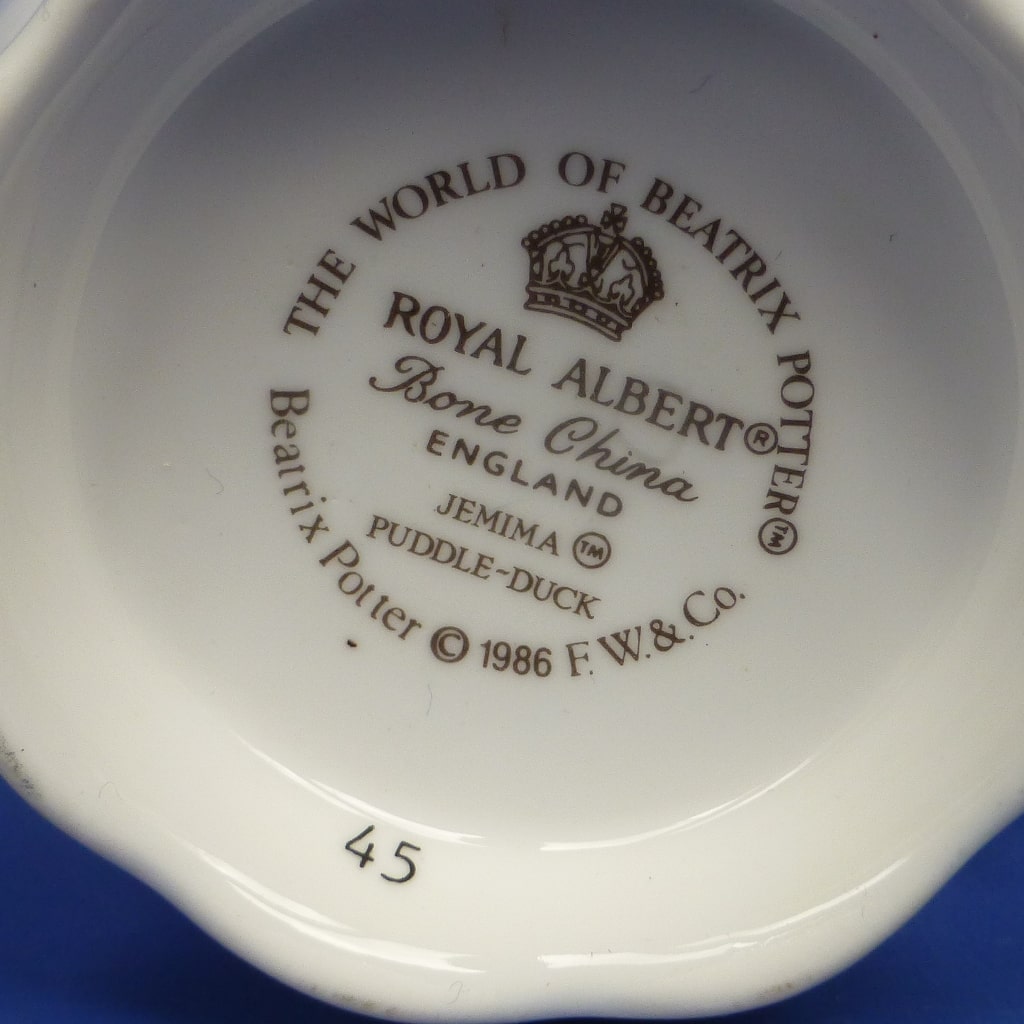 THE WORLD OF BEATRIX POTTER™
ROYAL ALBERT®
Bone China
ENGLAND
JEMIMA ™
PUDDLE~DUCK
Beatrix Potter © 1986 F.W.&.Co.
45